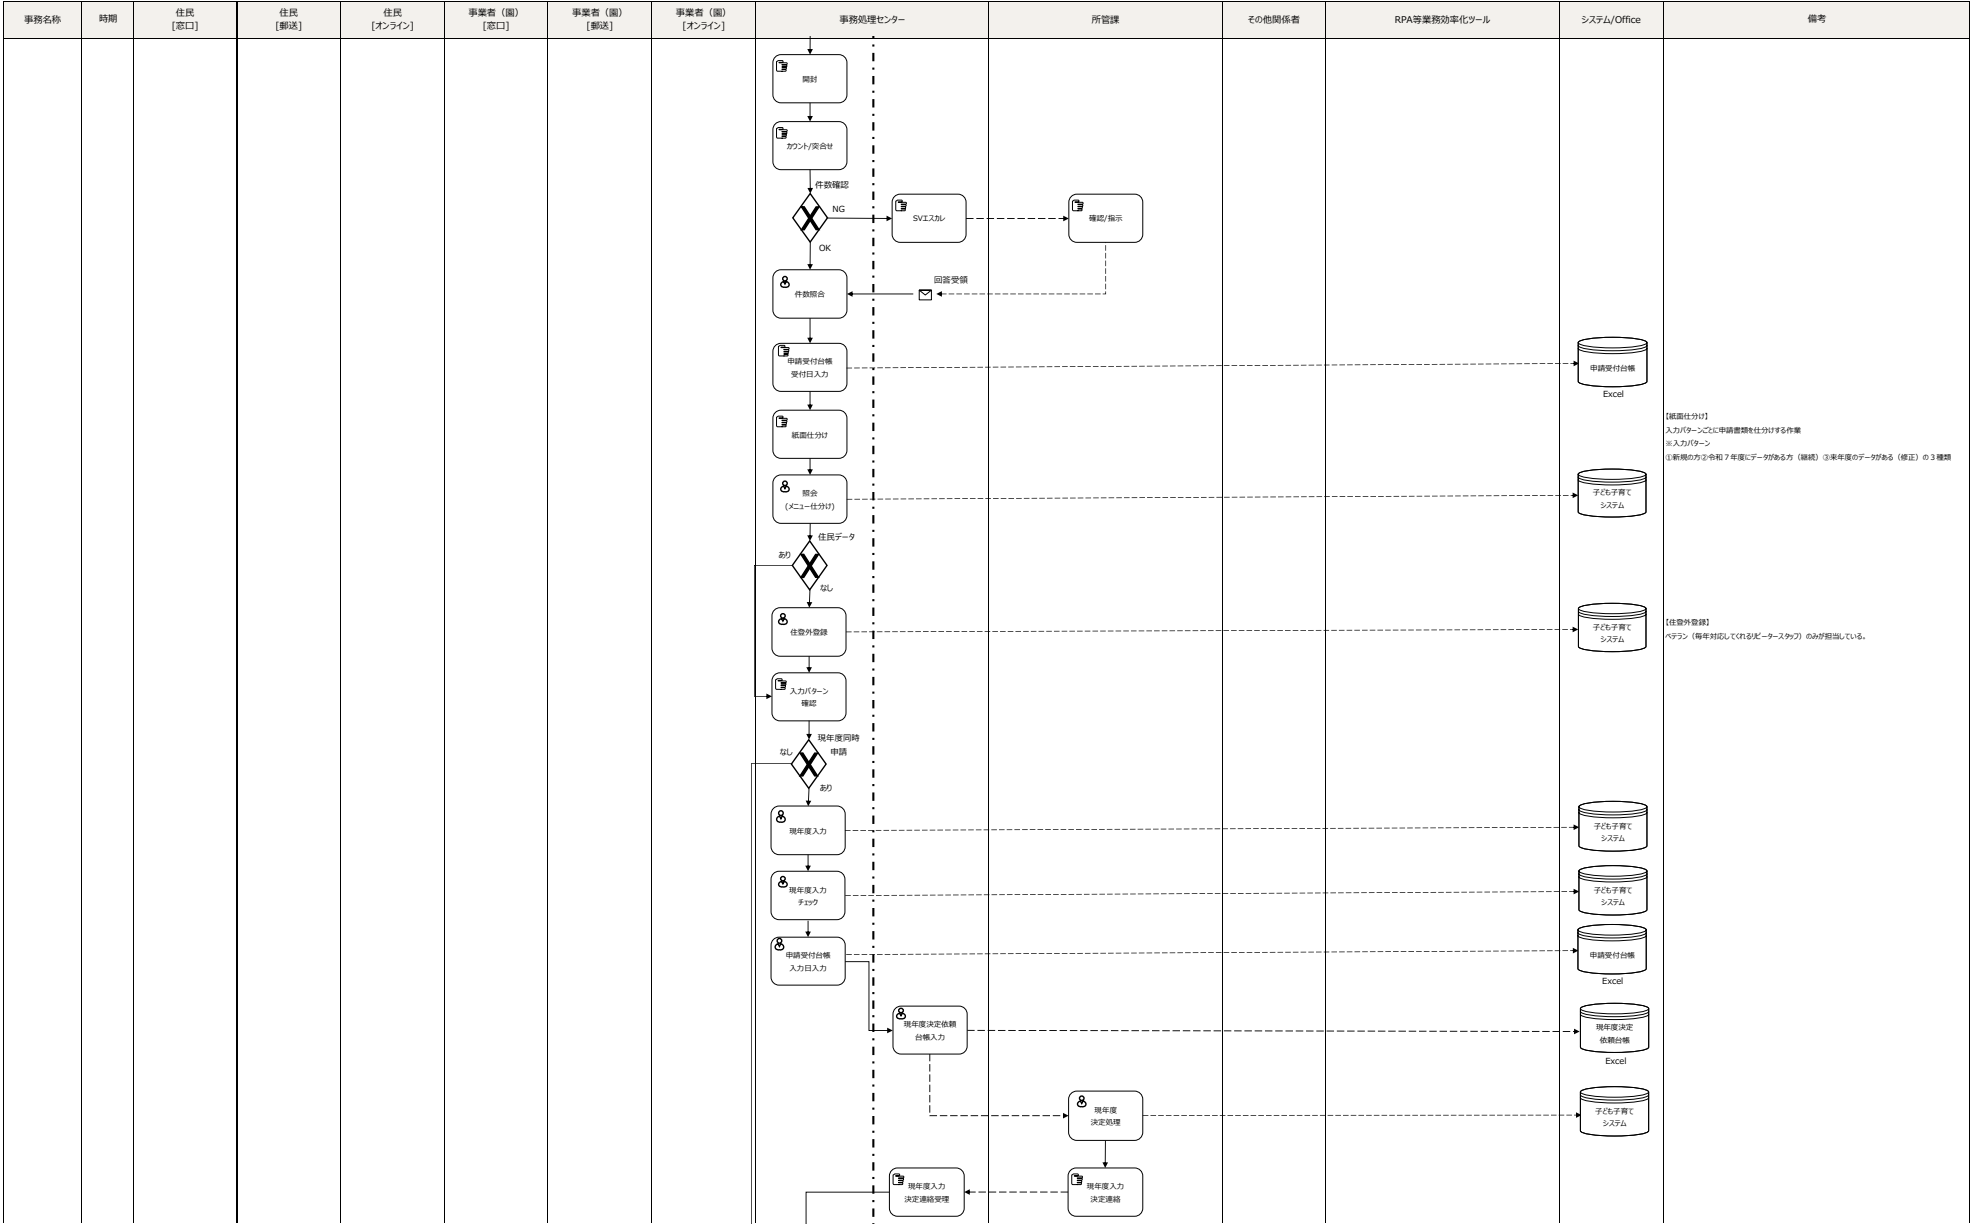 事務名称
時期
住民
[窓口]
住民
[郵送]
住民
[オンライン]
事業者（園）
[窓口]
事業者（園）
[郵送]
事業者（園）
[オンライン]
事務処理センター
所管課
その他関係者
RPA等業務効率化ツール
システム/Office
備考
開封
カウント/突合せ
件数確認
NG
OK
SVエスカレ
確認/指示
回答受領
件数照合
申請受付台帳
受付日入力
申請受付台帳
Excel
紙面仕分け
【紙面仕分け】
入力パターンごとに申請書類を仕分けする作業
※入力パターン
①新規の方②令和７年度にデータがある方（継続）③来年度のデータがある（修正）の３種類
照会
(メニュー仕分け)
子ども子育て
システム
住民データ
あり
なし
住登外登録
子ども子育て
システム
【住登外登録】
ベテラン（毎年対応してくれるリピータースタッフ）のみが担当している。
入力パターン
確認
現年度同時
申請
なし
あり
現年度入力
子ども子育て
システム
現年度入力
チェック
子ども子育て
システム
申請受付台帳
入力日入力
申請受付台帳
Excel
現年度決定依頼
台帳入力
現年度決定
依頼台帳
Excel
現年度
決定処理
子ども子育て
システム
現年度入力
決定連絡受理
現年度入力
決定連絡